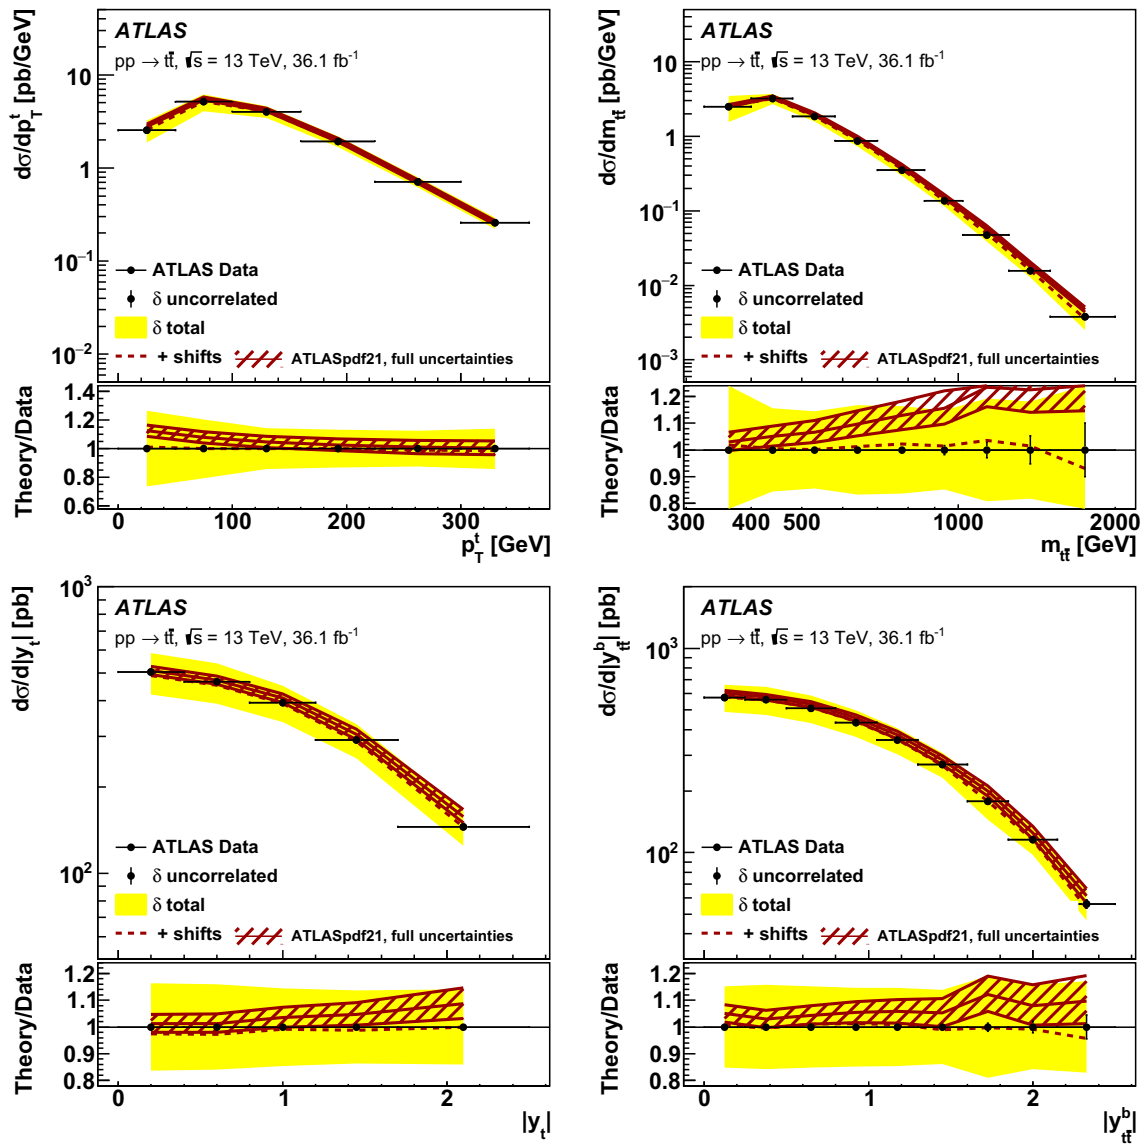 ATLAS
pp → tt̄, √s = 13 TeV, 36.1 fb⁻¹
dσ/dpᵗ_T [pb/GeV]
10
1
10⁻¹
10⁻²
ATLAS Data
δ uncorrelated
δ total
+ shifts ATLASpdf21, full uncertainties
Theory/Data
1.4
1.2
1
0.8
0.6
0 100 200 300
pᵗ_T [GeV]
ATLAS
pp → tt̄, √s = 13 TeV, 36.1 fb⁻¹
dσ/dm_tt̄ [pb/GeV]
10
1
10⁻¹
10⁻²
10⁻³
ATLAS Data
δ uncorrelated
δ total
+ shifts ATLASpdf21, full uncertainties
Theory/Data
1.2
1.1
1
0.9
0.8
300 400 500 1000 2000
m_tt̄ [GeV]
ATLAS
pp → tt̄, √s = 13 TeV, 36.1 fb⁻¹
dσ/d|y_t| [pb]
10³
10²
ATLAS Data
δ uncorrelated
δ total
+ shifts ATLASpdf21, full uncertainties
Theory/Data
1.2
1.1
1
0.9
0.8
0 1 2
|y_t|
ATLAS
pp → tt̄, √s = 13 TeV, 36.1 fb⁻¹
dσ/d|yᵇ_tt̄| [pb]
10³
10²
ATLAS Data
δ uncorrelated
δ total
+ shifts ATLASpdf21, full uncertainties
Theory/Data
1.2
1.1
1
0.9
0.8
0 1 2
|yᵇ_tt̄|